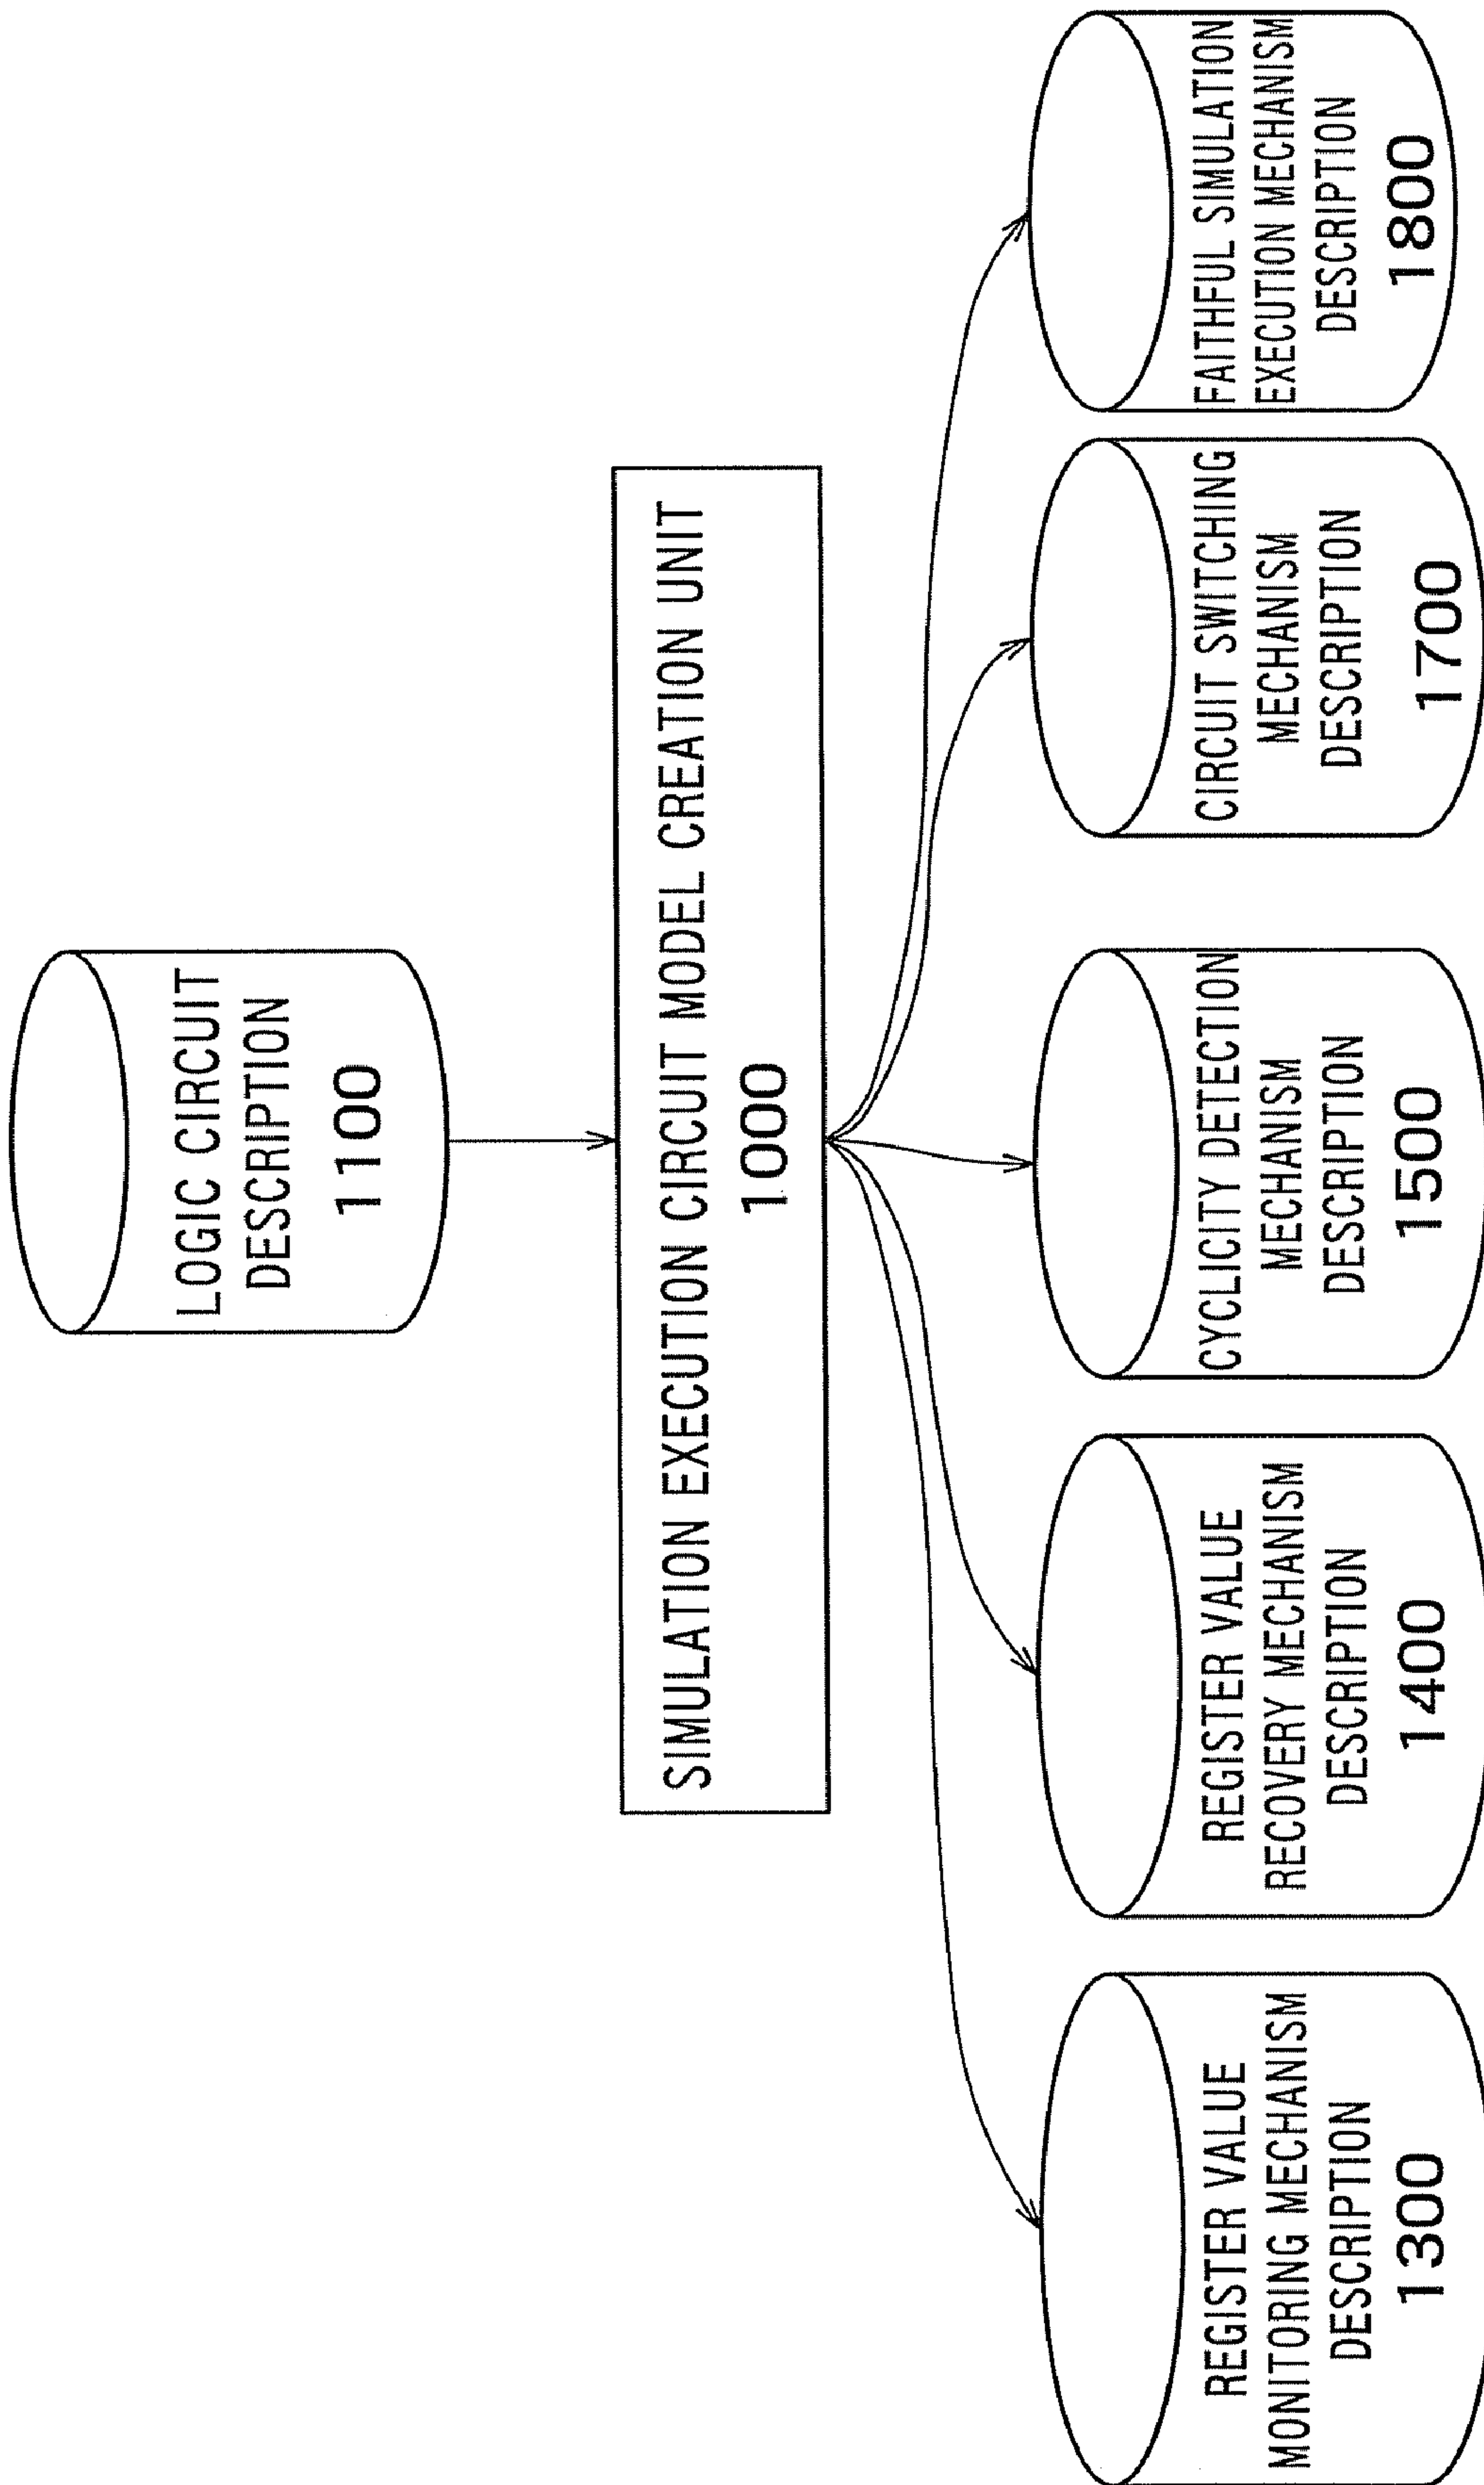 LOGIC CIRCUIT
DESCRIPTION
1100
SIMULATION EXECUTION CIRCUIT MODEL CREATION UNIT
1000
REGISTER VALUE
MONITORING MECHANISM
DESCRIPTION
1300
REGISTER VALUE
RECOVERY MECHANISM
DESCRIPTION
1400
CYCLICITY DETECTION
MECHANISM
DESCRIPTION
1500
CIRCUIT SWITCHING
MECHANISM
DESCRIPTION
1700
FAITHFUL SIMULATION
EXECUTION MECHANISM
DESCRIPTION
1800